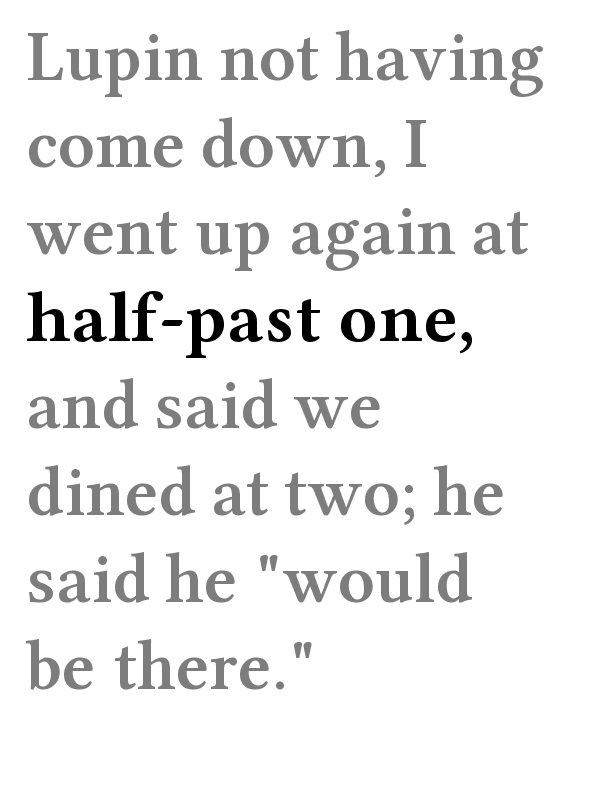 Lupin not having
come down, I
went up again at
half-past one,
and said we
dined at two; he
said he "would
be there."